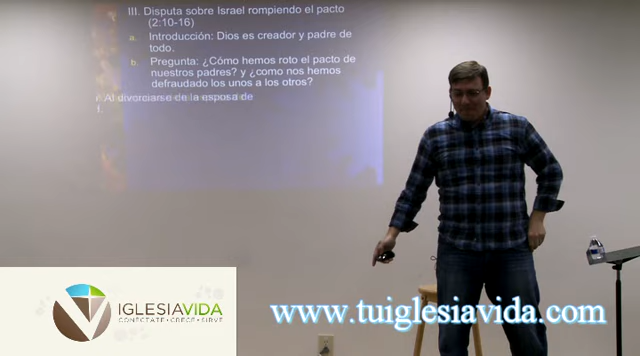 III. Disputa sobre Israel rompiendo el pacto
(2:10-16)
a. Introducción: Dios es creador y padre de
todo.
b. Pregunta: ¿Cómo hemos roto el pacto de
nuestros padres? y ¿como nos hemos
defraudado los unos a los otros?
Al divorciarse de la esposa de
IGLESIAVIDA
CONÉCTATE • CRECE • SIRVE
www.tuiglesiavida.com